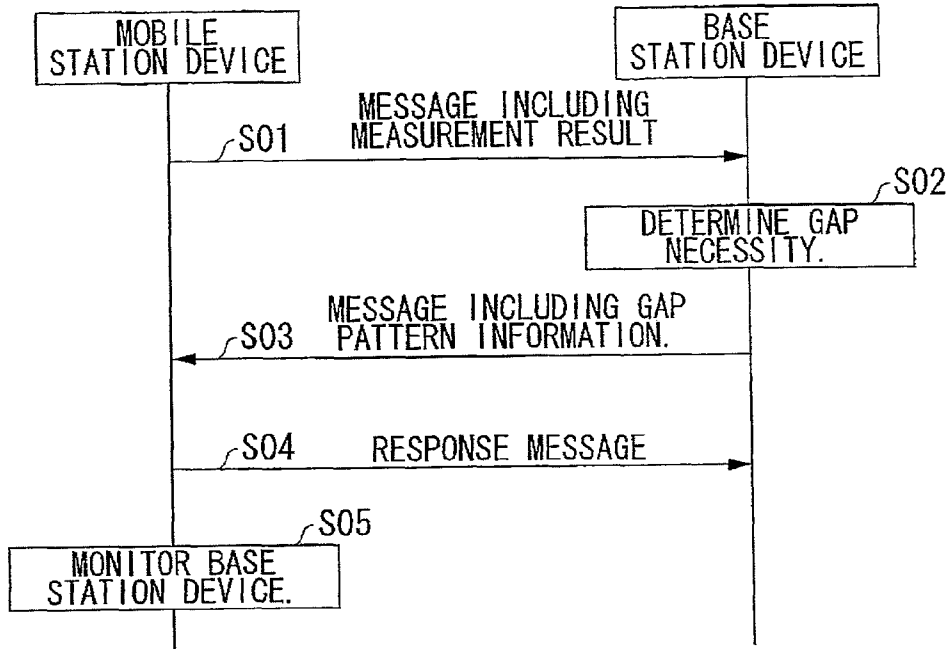 MOBILE
STATION DEVICE
BASE
STATION DEVICE
MESSAGE INCLUDING
MEASUREMENT RESULT
S01
S02
DETERMINE GAP
NECESSITY.
MESSAGE INCLUDING GAP
PATTERN INFORMATION.
S03
S04
RESPONSE MESSAGE
S05
MONITOR BASE
STATION DEVICE.